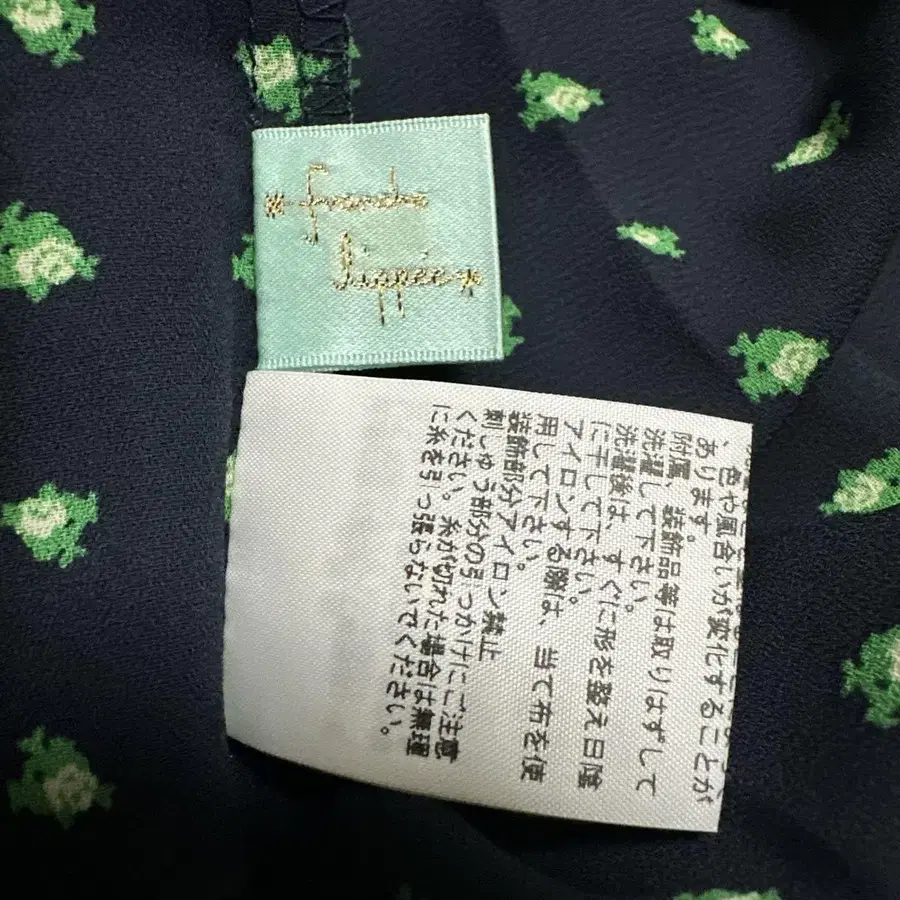 franche
lippée
、色や風合いが変化することが
あります。
附属、装飾品等は取りはずして
洗濯して下さい。
洗濯後は、すぐに形を整え日陰
に干して下さい。
アイロンする際は、当て布を使
用して下さい。
装飾部分アイロン禁止
刺しゅう部分の引っかけにご注意
ください。糸が切れた場合は無理
に糸を引っ張らないでください。